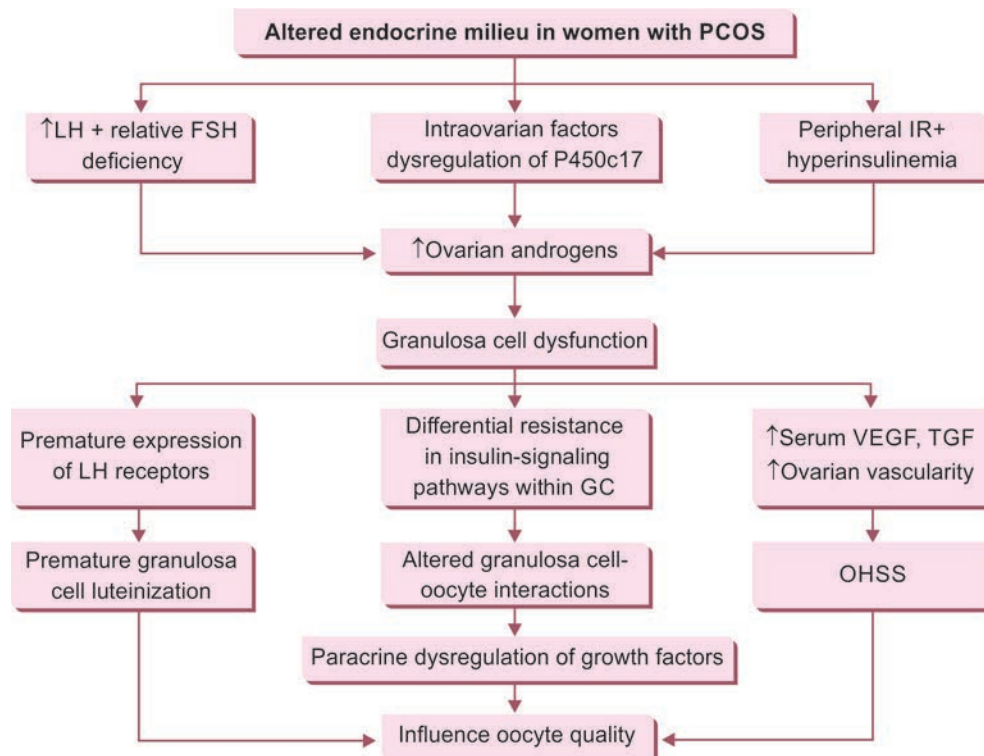 Altered endocrine milieu in women with PCOS
↑LH + relative FSH
deficiency
Intraovarian factors
dysregulation of P450c17
Peripheral IR+
hyperinsulinemia
↑Ovarian androgens
Granulosa cell dysfunction
Premature expression
of LH receptors
Differential resistance
in insulin-signaling
pathways within GC
↑Serum VEGF, TGF
↑Ovarian vascularity
Premature granulosa
cell luteinization
Altered granulosa cell-
oocyte interactions
OHSS
Paracrine dysregulation of growth factors
Influence oocyte quality